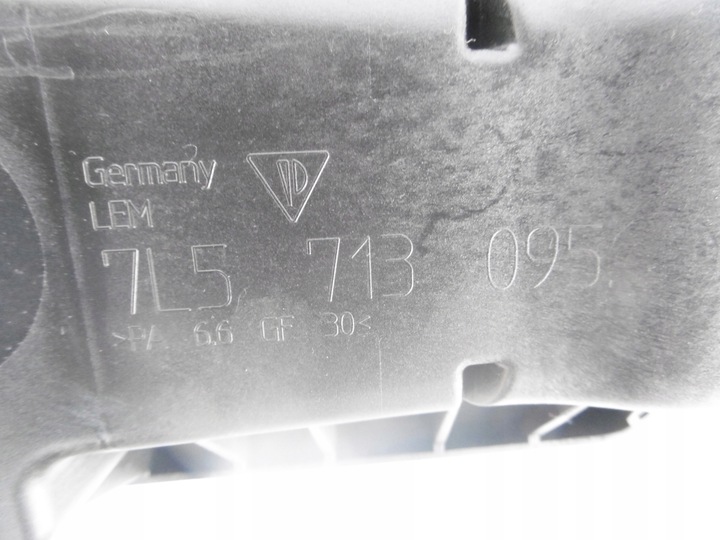 Germany
LEM
7L5 713 095
>PA 6.6 GF 30<